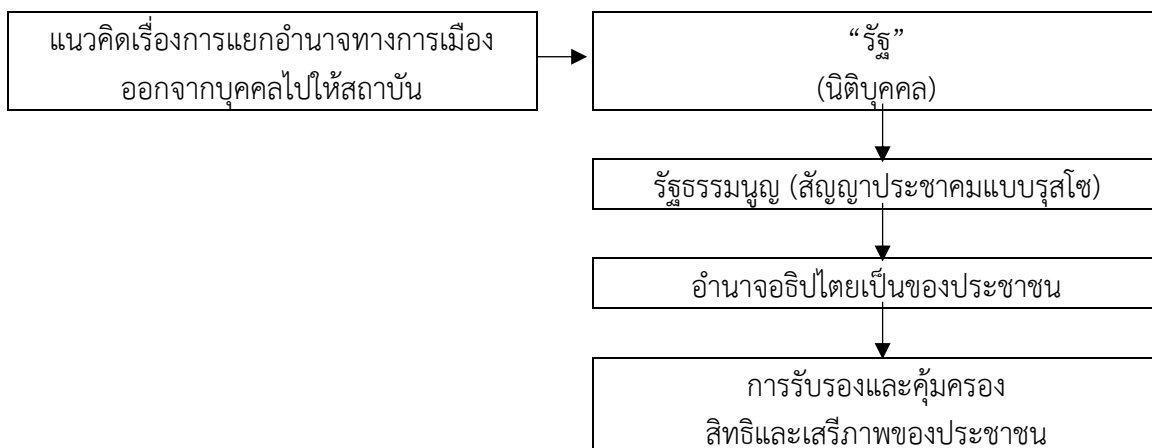 แนวคิดเรื่องการแยกอำนาจทางการเมือง
ออกจากบุคคลไปให้สถาบัน
“รัฐ”
(นิติบุคคล)
รัฐธรรมนูญ (สัญญาประชาคมแบบรุสโซ)
อำนาจอธิปไตยเป็นของประชาชน
การรับรองและคุ้มครอง
สิทธิและเสรีภาพของประชาชน